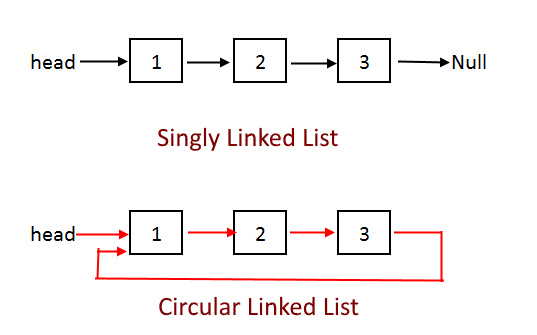 head 1 2 3 Null
Singly Linked List
head 1 2 3
Circular Linked List